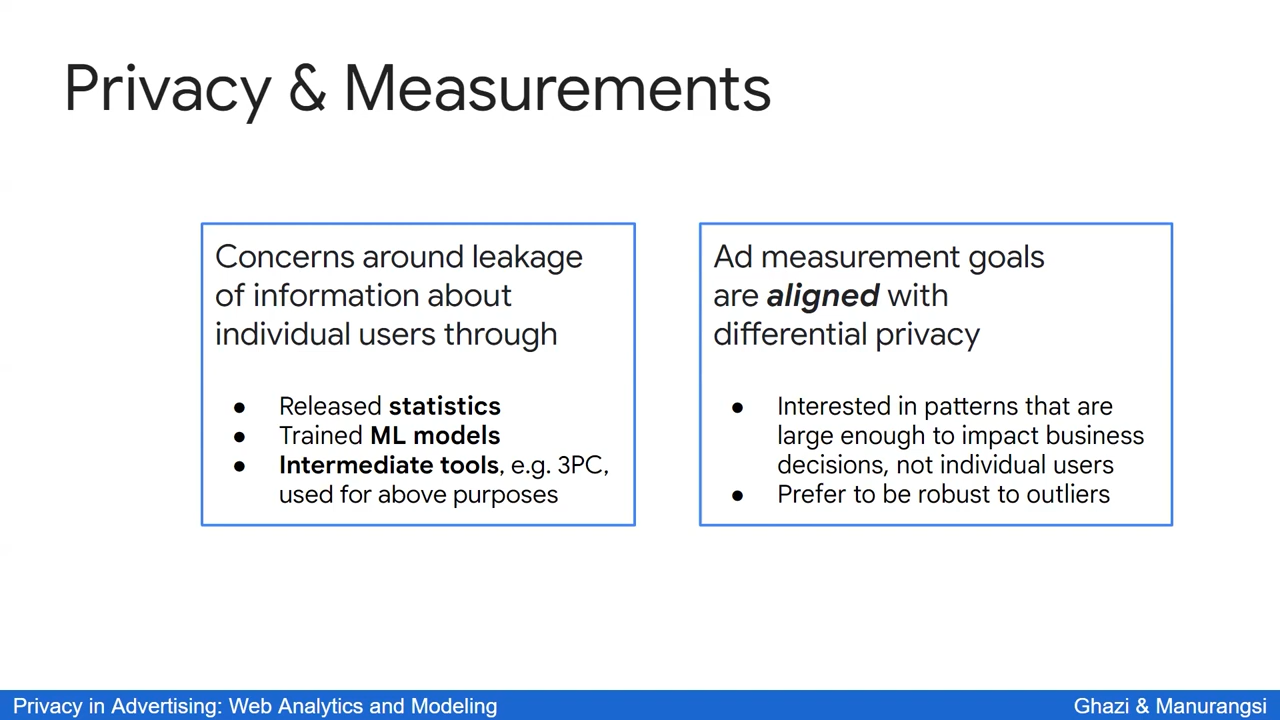 Privacy & Measurements
Concerns around leakage
of information about
individual users through
● Released statistics
● Trained ML models
● Intermediate tools, e.g. 3PC,
used for above purposes
Ad measurement goals
are aligned with
differential privacy
● Interested in patterns that are
large enough to impact business
decisions, not individual users
● Prefer to be robust to outliers
Privacy in Advertising: Web Analytics and Modeling
Ghazi & Manurangsi